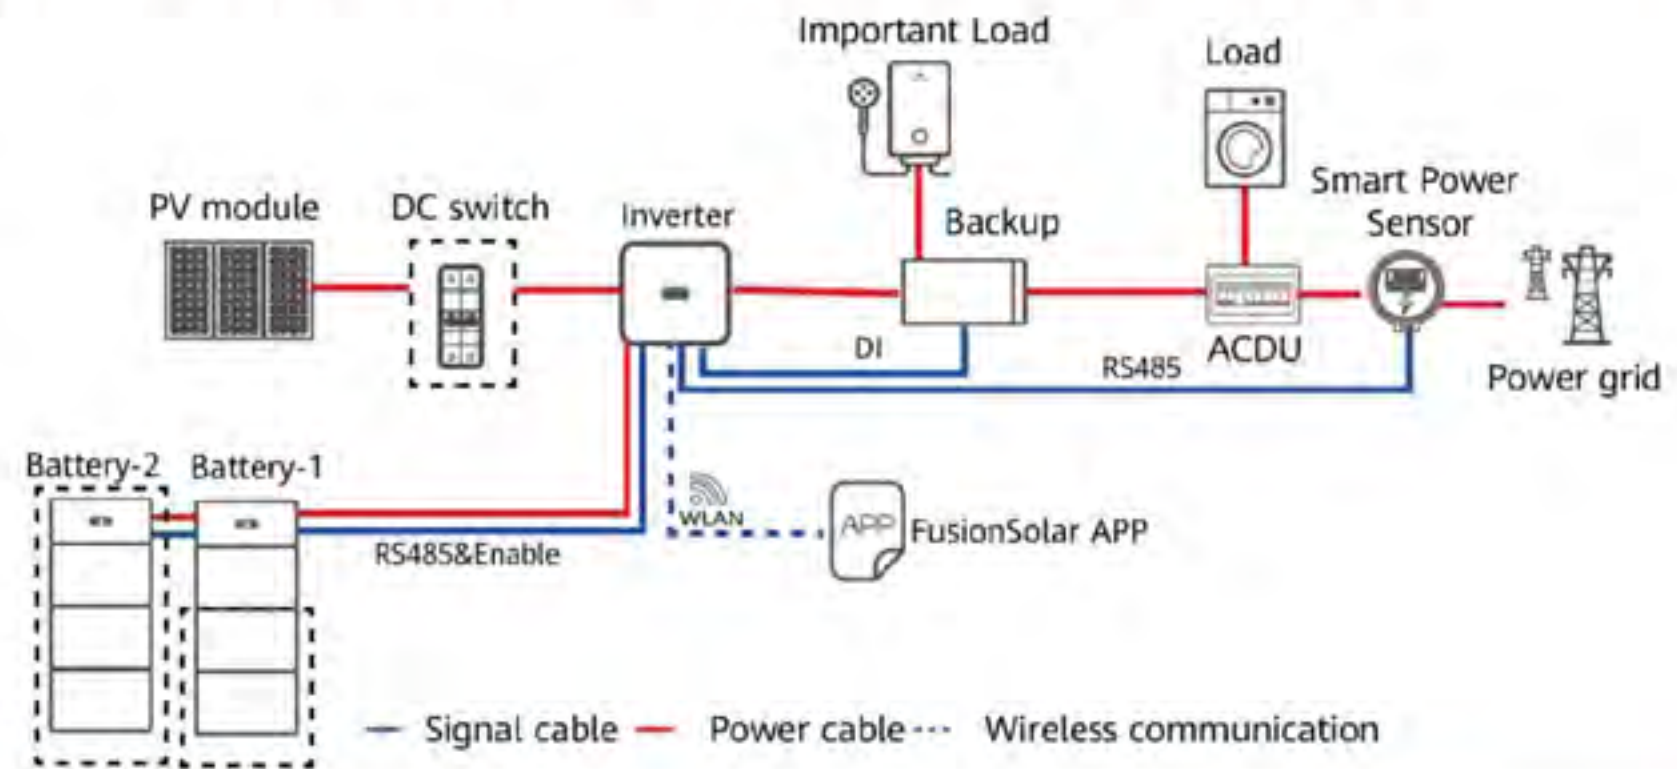 Important Load
Load
Smart Power
Sensor
PV module
DC switch
Inverter
Backup
DI
RS485
ACDU
Power grid
Battery-2
Battery-1
RS485&Enable
WLAN
APP
FusionSolar APP
Signal cable
Power cable
Wireless communication